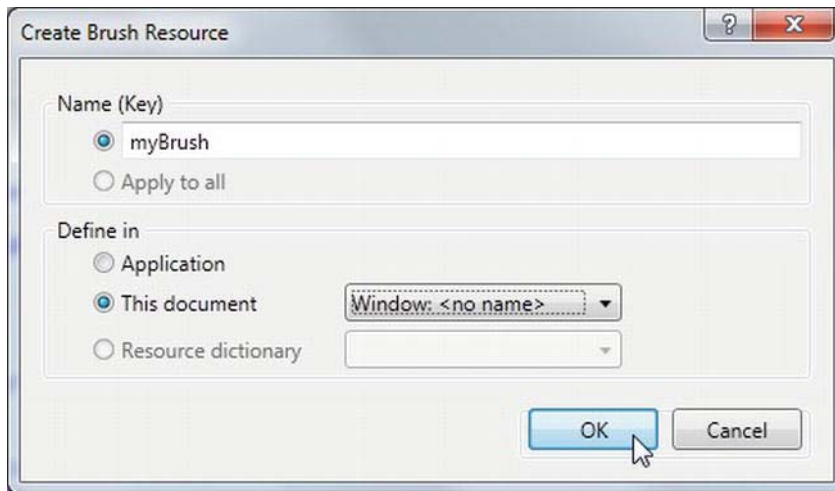 Create Brush Resource
?
X
Name (Key)
myBrush
Apply to all
Define in
Application
This document
Window: <no name>
Resource dictionary
OK
Cancel